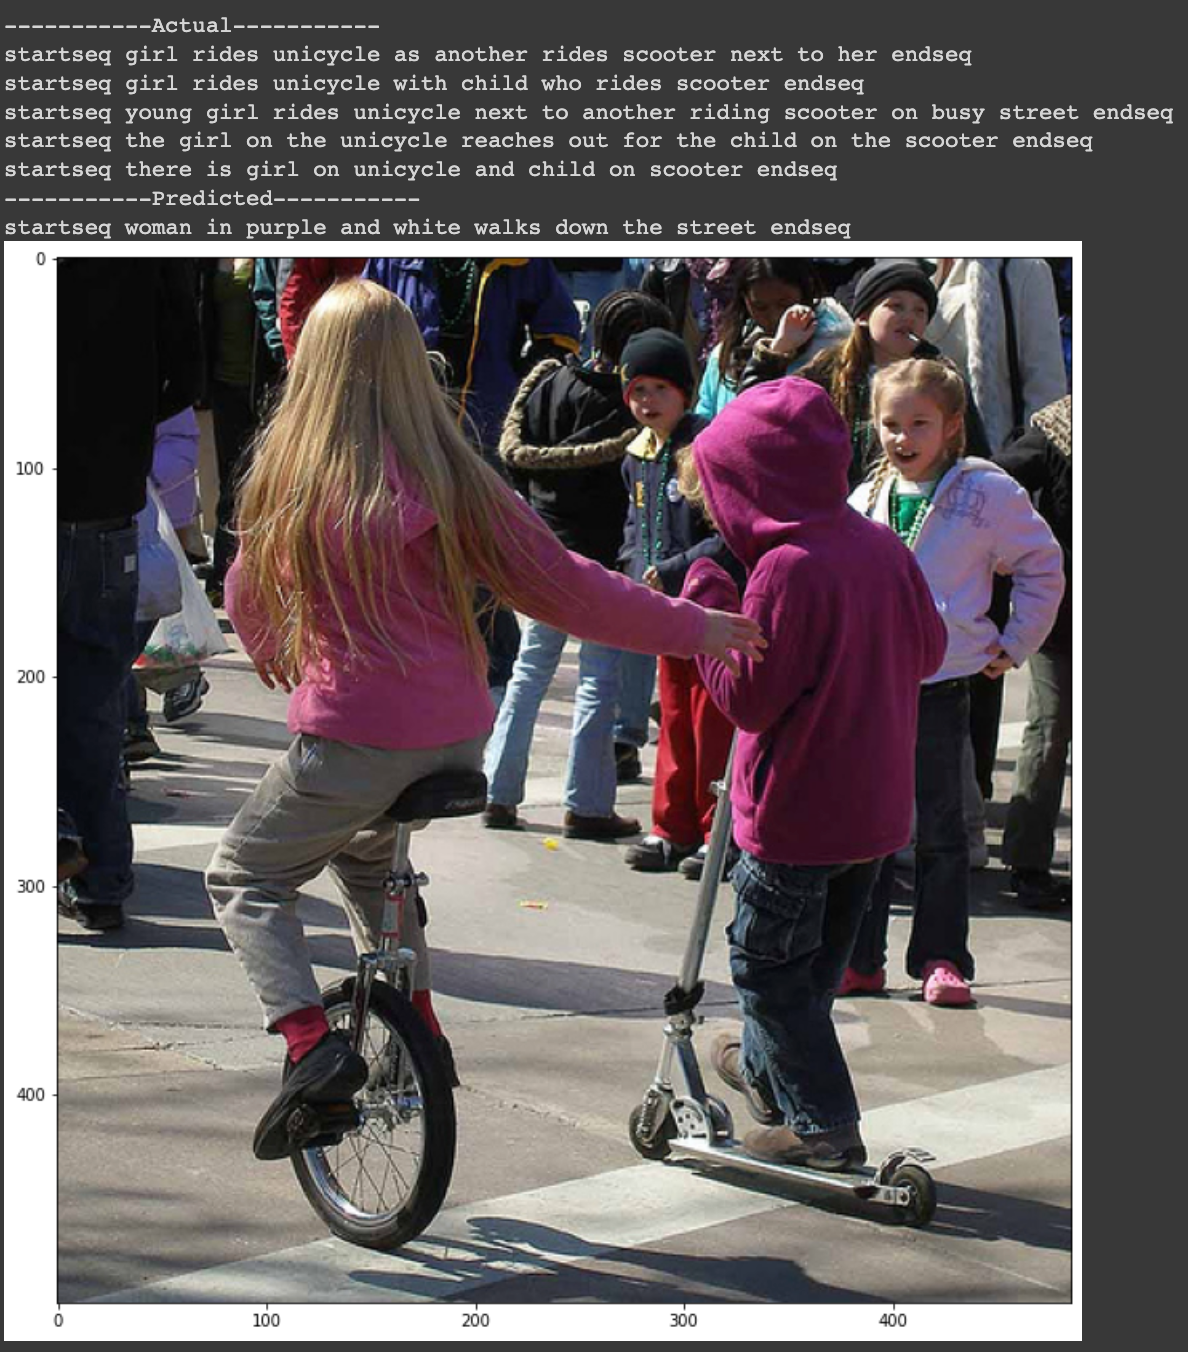 -----------Actual-----------
startseq girl rides unicycle as another rides scooter next to her endseq
startseq girl rides unicycle with child who rides scooter endseq
startseq young girl rides unicycle next to another riding scooter on busy street endseq
startseq the girl on the unicycle reaches out for the child on the scooter endseq
startseq there is girl on unicycle and child on scooter endseq
-----------Predicted-----------
startseq woman in purple and white walks down the street endseq
0
100
200
300
400
0 100 200 300 400